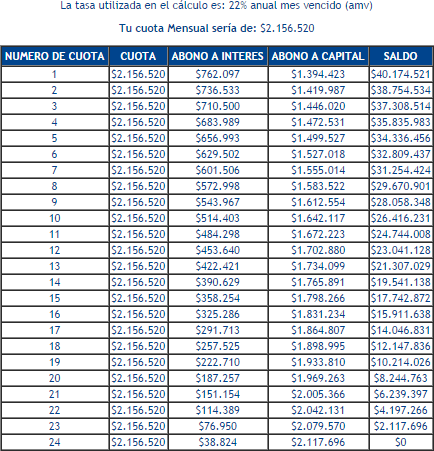 La tasa utilizada en el cálculo es: 22% anual mes vencido (amv)
Tu cuota Mensual sería de: $2.156.520
NUMERO DE CUOTA CUOTA ABONO A INTERES ABONO A CAPITAL SALDO
1 $2.156.520 $762.097 $1.394.423 $40.174.521
2 $2.156.520 $736.533 $1.419.987 $38.754.534
3 $2.156.520 $710.500 $1.446.020 $37.308.514
4 $2.156.520 $683.989 $1.472.531 $35.835.983
5 $2.156.520 $656.993 $1.499.527 $34.336.456
6 $2.156.520 $629.502 $1.527.018 $32.809.437
7 $2.156.520 $601.506 $1.555.014 $31.254.424
8 $2.156.520 $572.998 $1.583.522 $29.670.901
9 $2.156.520 $543.967 $1.612.554 $28.058.348
10 $2.156.520 $514.403 $1.642.117 $26.416.231
11 $2.156.520 $484.298 $1.672.223 $24.744.008
12 $2.156.520 $453.640 $1.702.880 $23.041.128
13 $2.156.520 $422.421 $1.734.099 $21.307.029
14 $2.156.520 $390.629 $1.765.891 $19.541.138
15 $2.156.520 $358.254 $1.798.266 $17.742.872
16 $2.156.520 $325.286 $1.831.234 $15.911.638
17 $2.156.520 $291.713 $1.864.807 $14.046.831
18 $2.156.520 $257.525 $1.898.995 $12.147.836
19 $2.156.520 $222.710 $1.933.810 $10.214.026
20 $2.156.520 $187.257 $1.969.263 $8.244.763
21 $2.156.520 $151.154 $2.005.366 $6.239.397
22 $2.156.520 $114.389 $2.042.131 $4.197.266
23 $2.156.520 $76.950 $2.079.570 $2.117.696
24 $2.156.520 $38.824 $2.117.696 $0